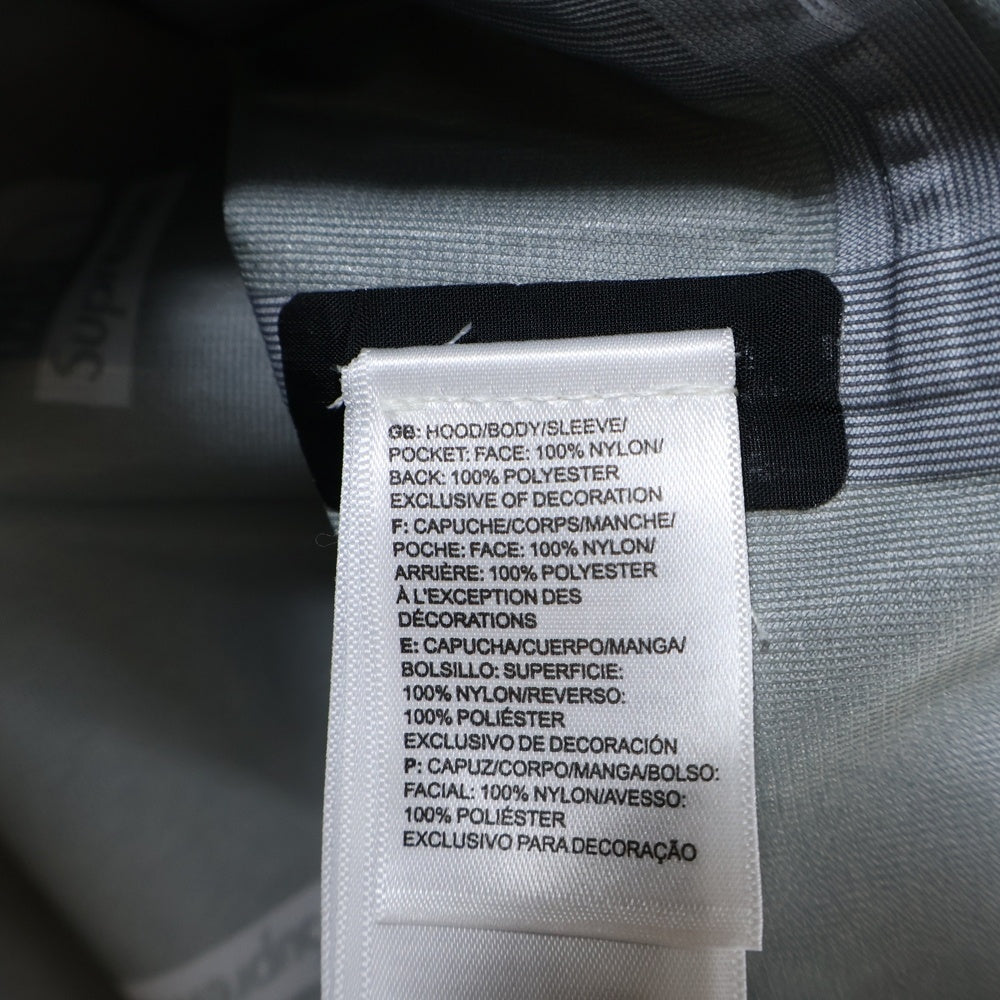 GB: HOOD/BODY/SLEEVE/
POCKET: FACE: 100% NYLON/
BACK: 100% POLYESTER
EXCLUSIVE OF DECORATION
F: CAPUCHE/CORPS/MANCHE/
POCHE: FACE: 100% NYLON/
ARRIÈRE: 100% POLYESTER
À L'EXCEPTION DES
DÉCORATIONS
E: CAPUCHA/CUERPO/MANGA/
BOLSILLO: SUPERFICIE:
100% NYLON/REVERSO:
100% POLIÉSTER
EXCLUSIVO DE DECORACIÓN
P: CAPUZ/CORPO/MANGA/BOLSO:
FACIAL: 100% NYLON/AVESSO:
100% POLIÉSTER
EXCLUSIVO PARA DECORAÇÃO
Supreme